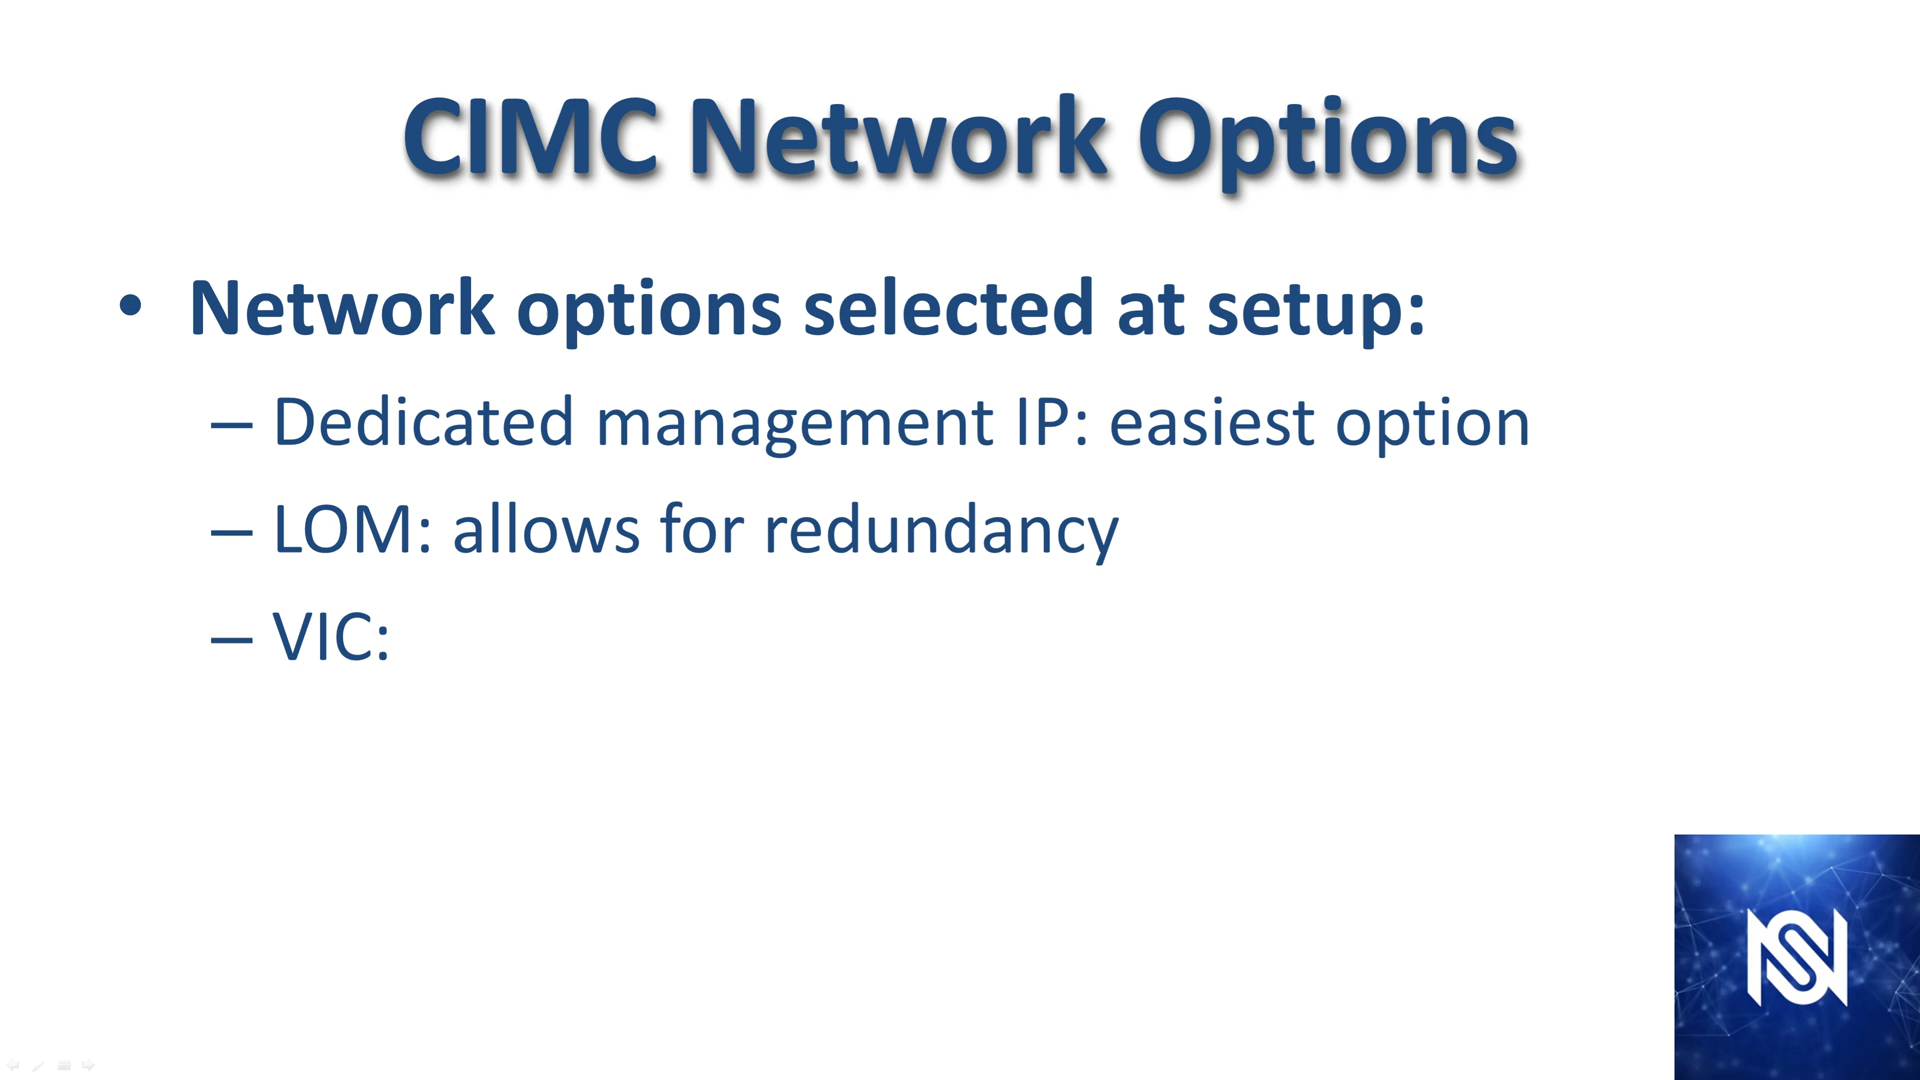 CIMC Network Options
• Network options selected at setup:
– Dedicated management IP: easiest option
– LOM: allows for redundancy
– VIC: